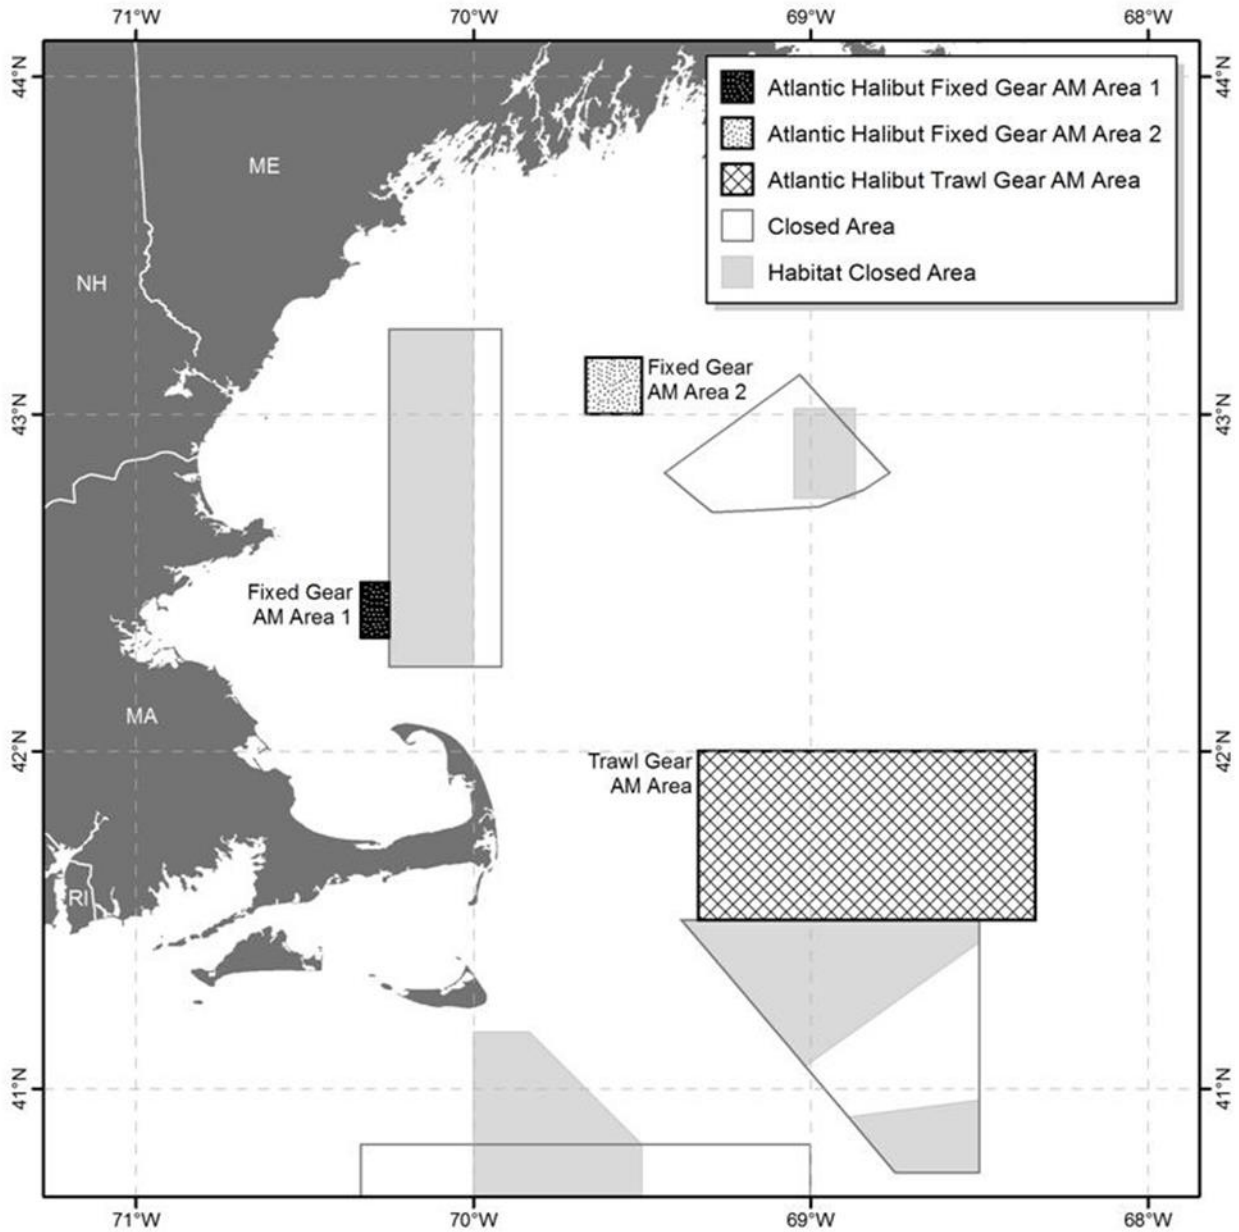 71°W 70°W 69°W 68°W
44°N 44°N
Atlantic Halibut Fixed Gear AM Area 1
Atlantic Halibut Fixed Gear AM Area 2
Atlantic Halibut Trawl Gear AM Area
Closed Area
Habitat Closed Area
ME
NH
Fixed Gear
AM Area 2
43°N 43°N
Fixed Gear
AM Area 1
MA
42°N 42°N
Trawl Gear
AM Area
RI
41°N 41°N
71°W 70°W 69°W 68°W